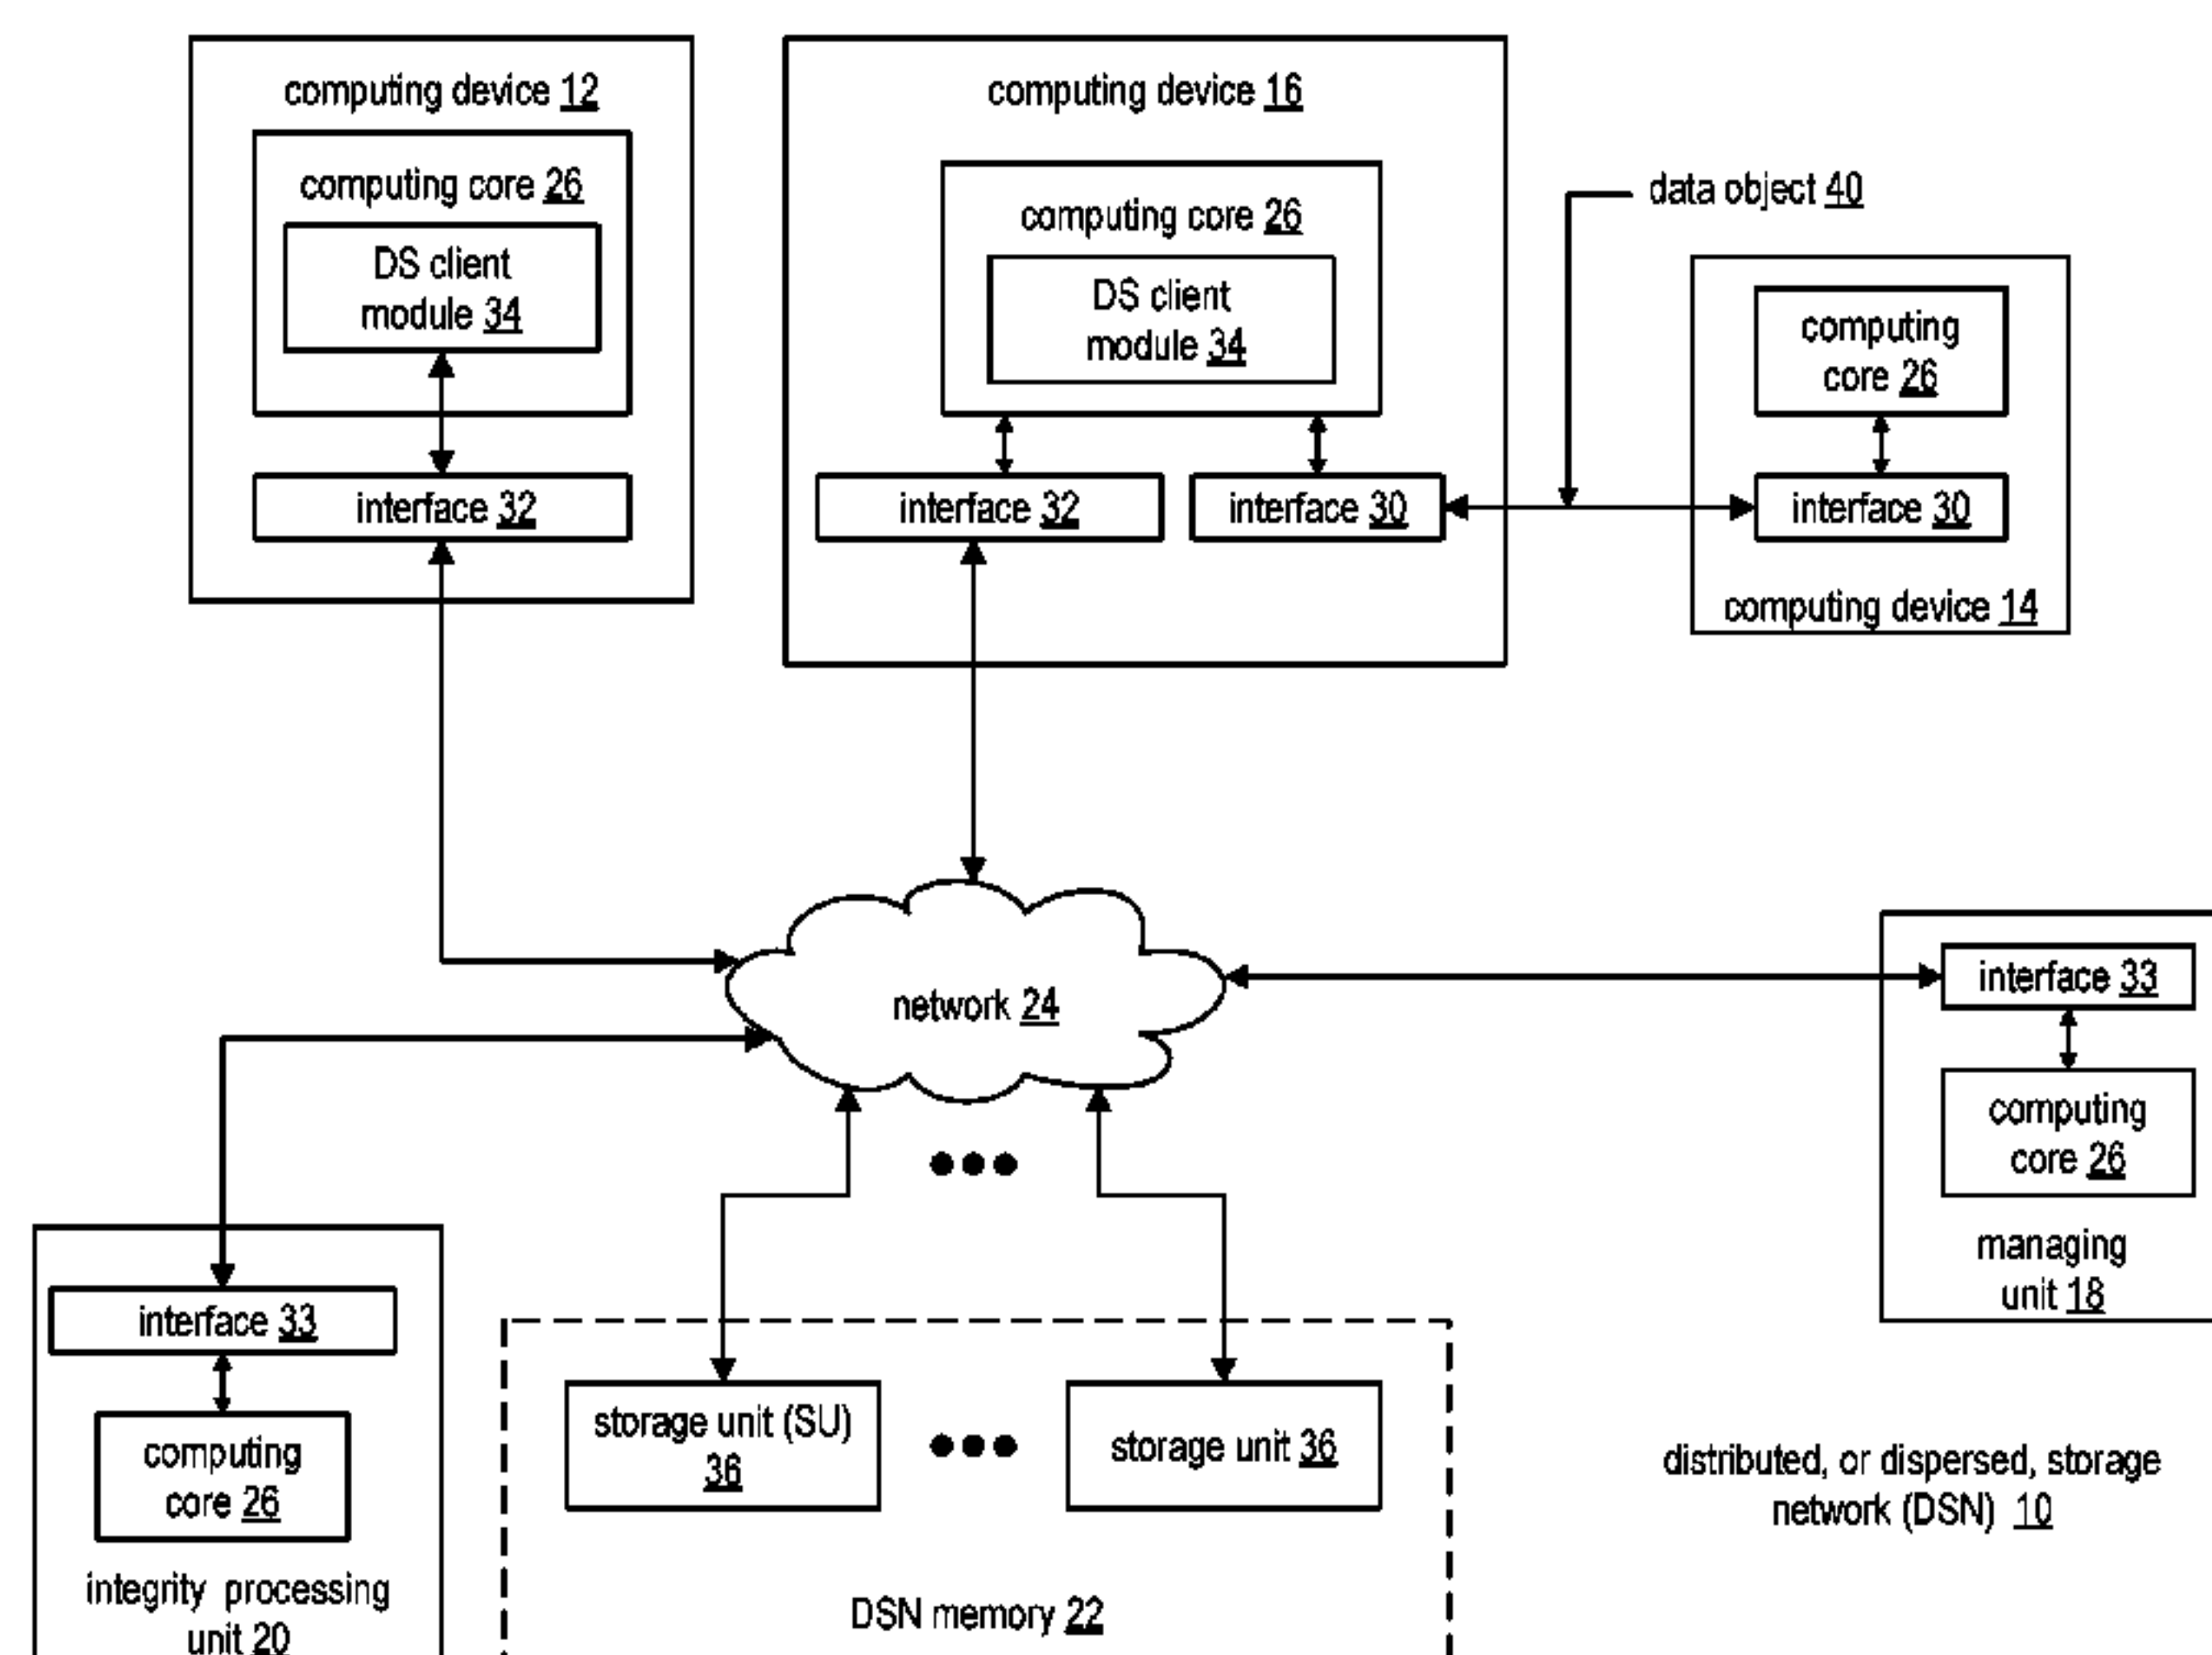 computing device 12
computing core 26
DS client
module 34
interface 32
computing device 16
computing core 26
DS client
module 34
interface 32
interface 30
data object 40
computing
core 26
interface 30
computing device 14
network 24
interface 33
computing
core 26
managing
unit 18
interface 33
computing
core 26
integrity processing
unit 20
storage unit (SU)
36
storage unit 36
DSN memory 22
distributed, or dispersed, storage
network (DSN) 10